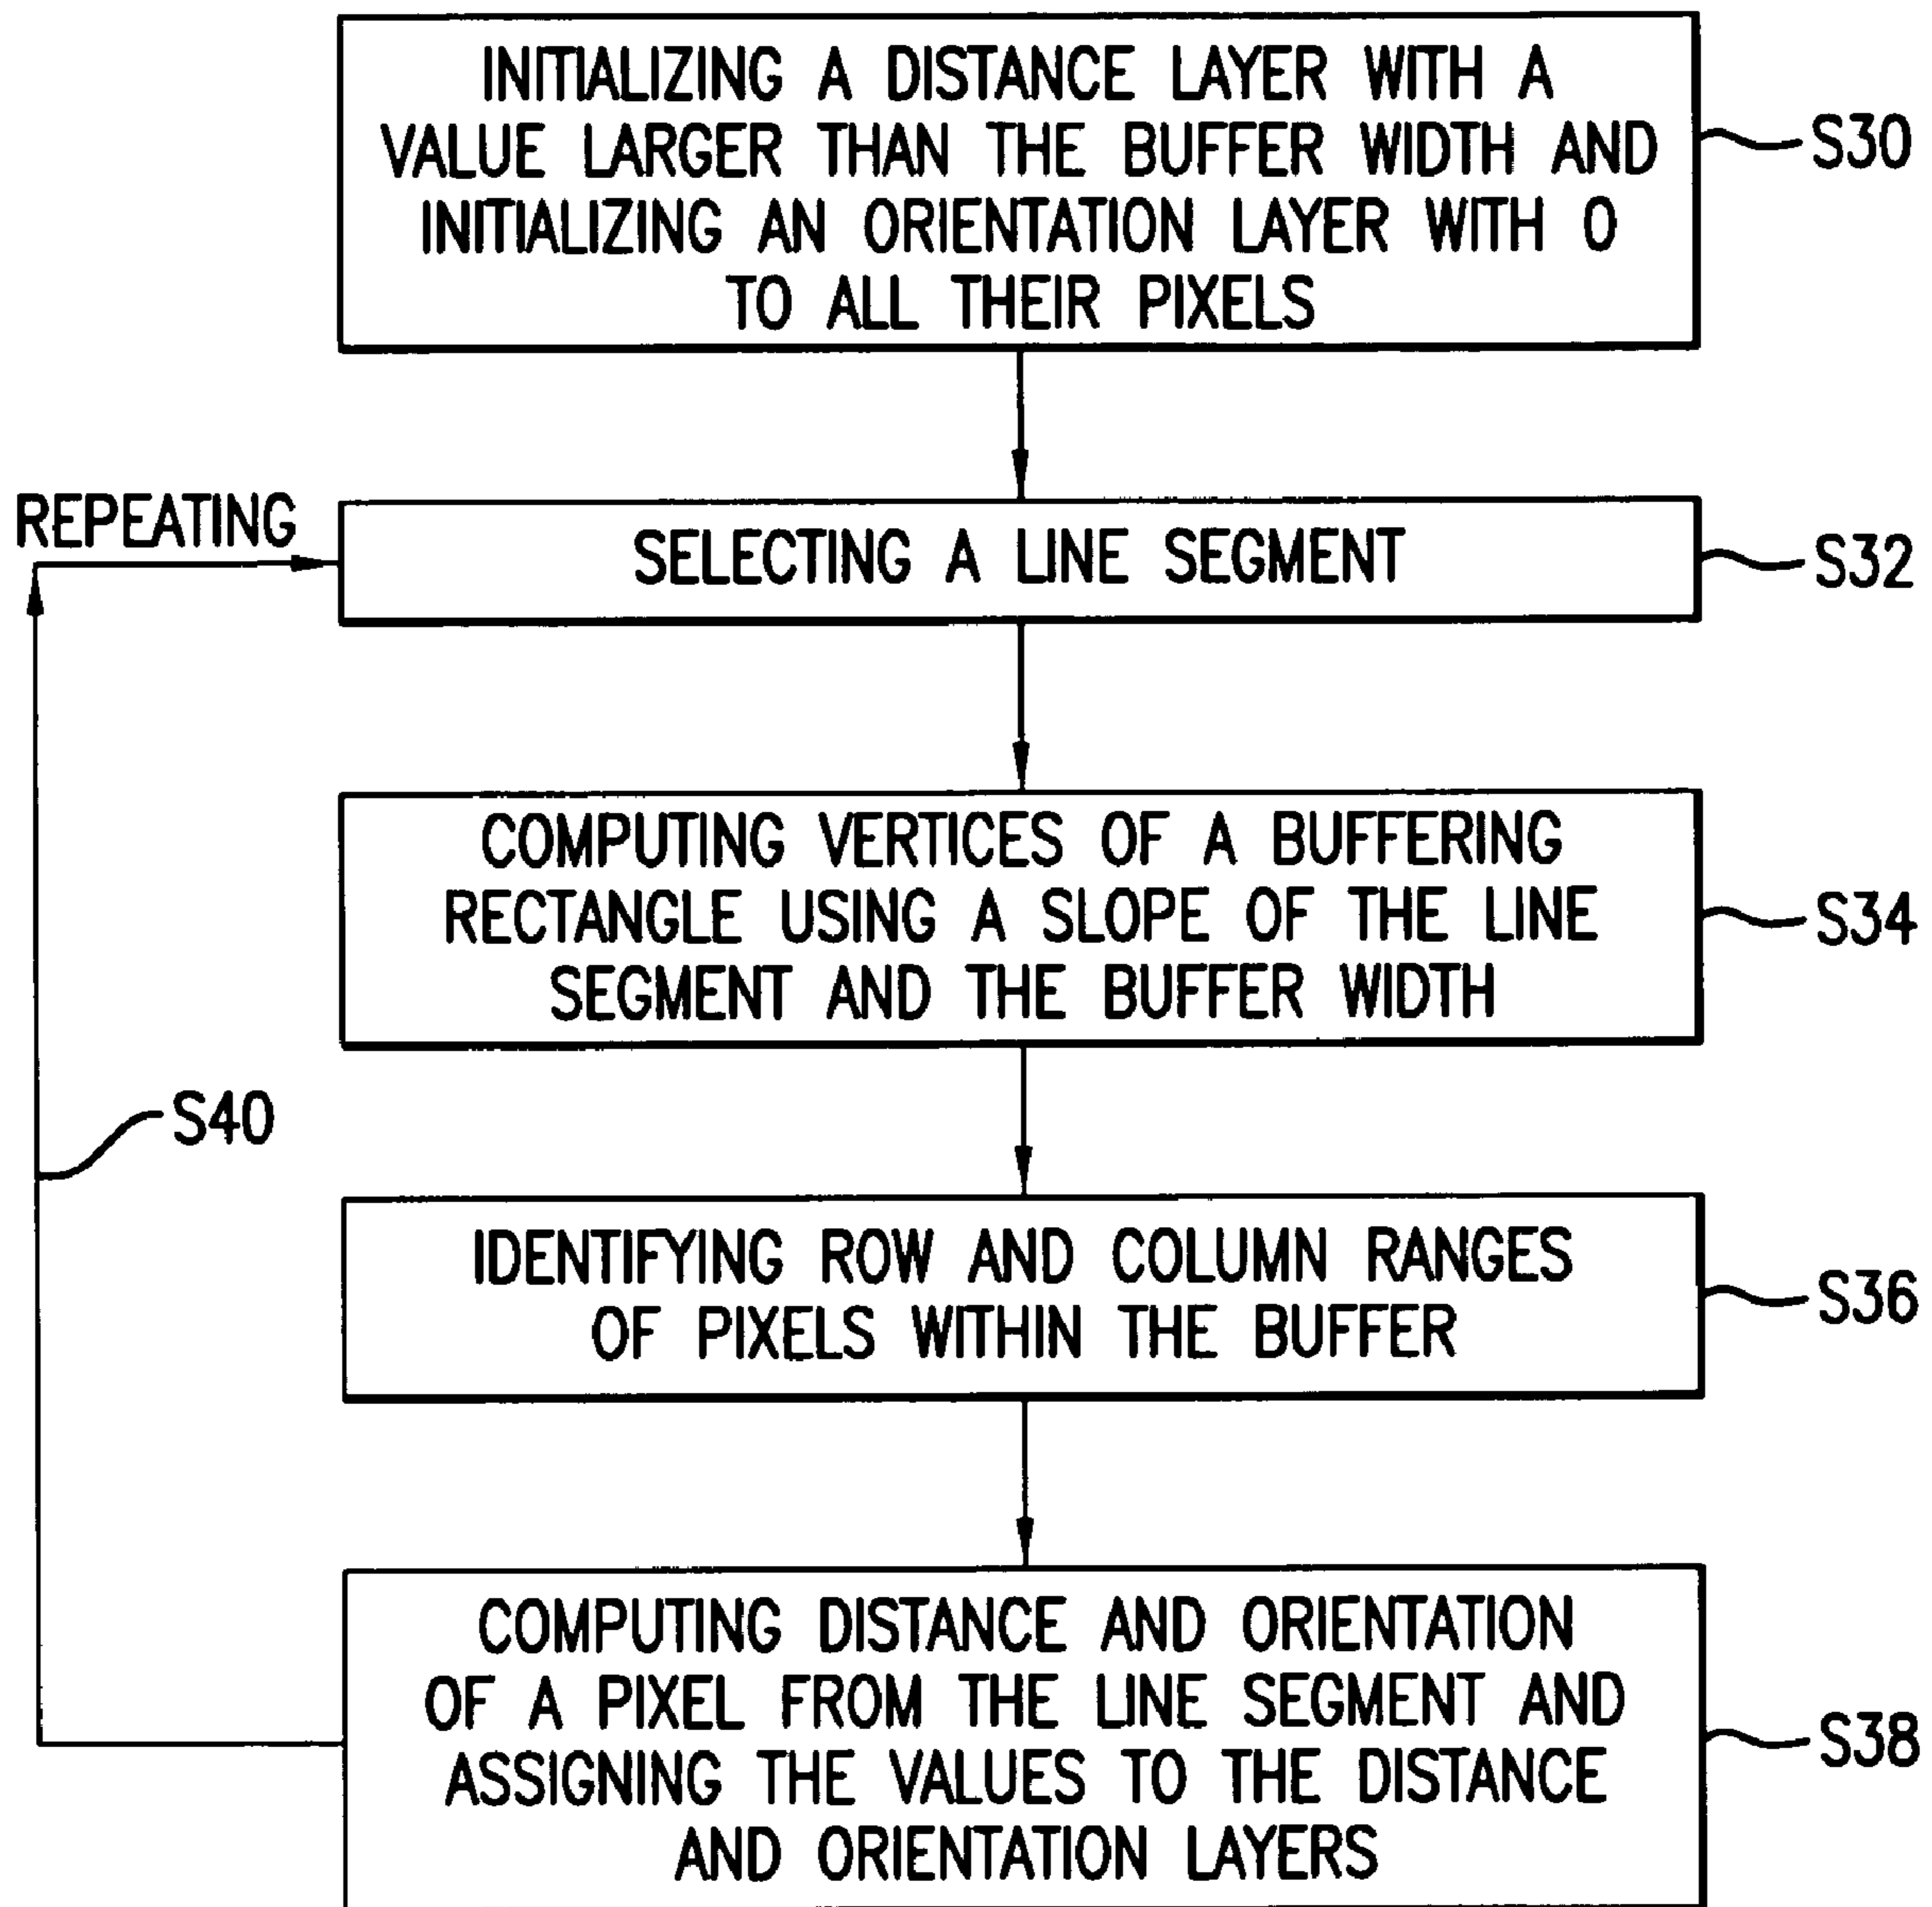 INITIALIZING A DISTANCE LAYER WITH A
VALUE LARGER THAN THE BUFFER WIDTH AND
INITIALIZING AN ORIENTATION LAYER WITH 0
TO ALL THEIR PIXELS
S30
REPEATING
SELECTING A LINE SEGMENT
S32
COMPUTING VERTICES OF A BUFFERING
RECTANGLE USING A SLOPE OF THE LINE
SEGMENT AND THE BUFFER WIDTH
S34
S40
IDENTIFYING ROW AND COLUMN RANGES
OF PIXELS WITHIN THE BUFFER
S36
COMPUTING DISTANCE AND ORIENTATION
OF A PIXEL FROM THE LINE SEGMENT AND
ASSIGNING THE VALUES TO THE DISTANCE
AND ORIENTATION LAYERS
S38